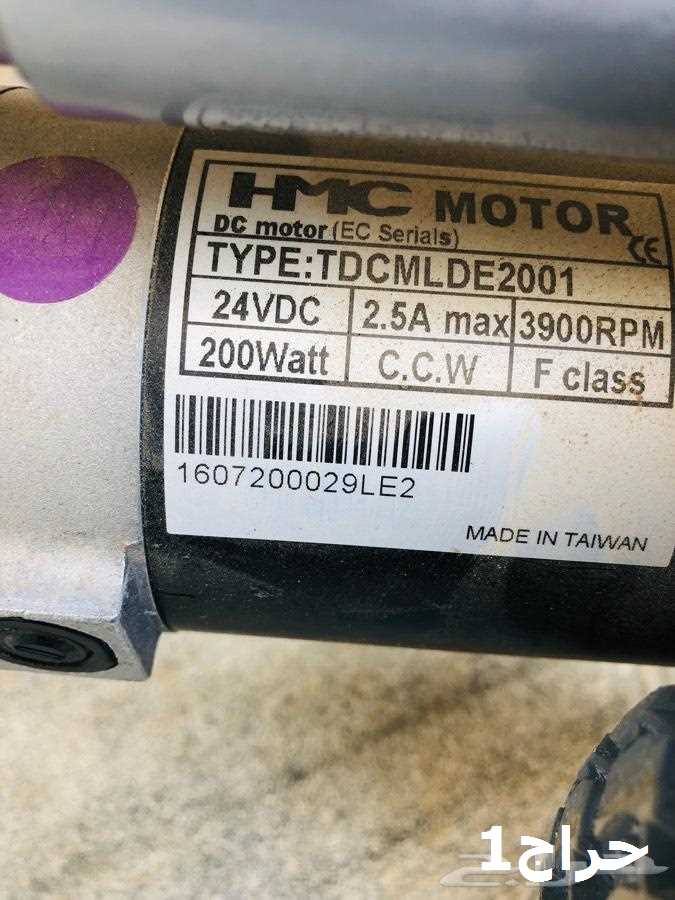 HMC MOTOR
DC motor (EC Serials) CE
TYPE:TDCMLDE2001
24VDC 2.5A max 3900RPM
200Watt C.C.W F class
1607200029LE2
MADE IN TAIWAN
حراج1